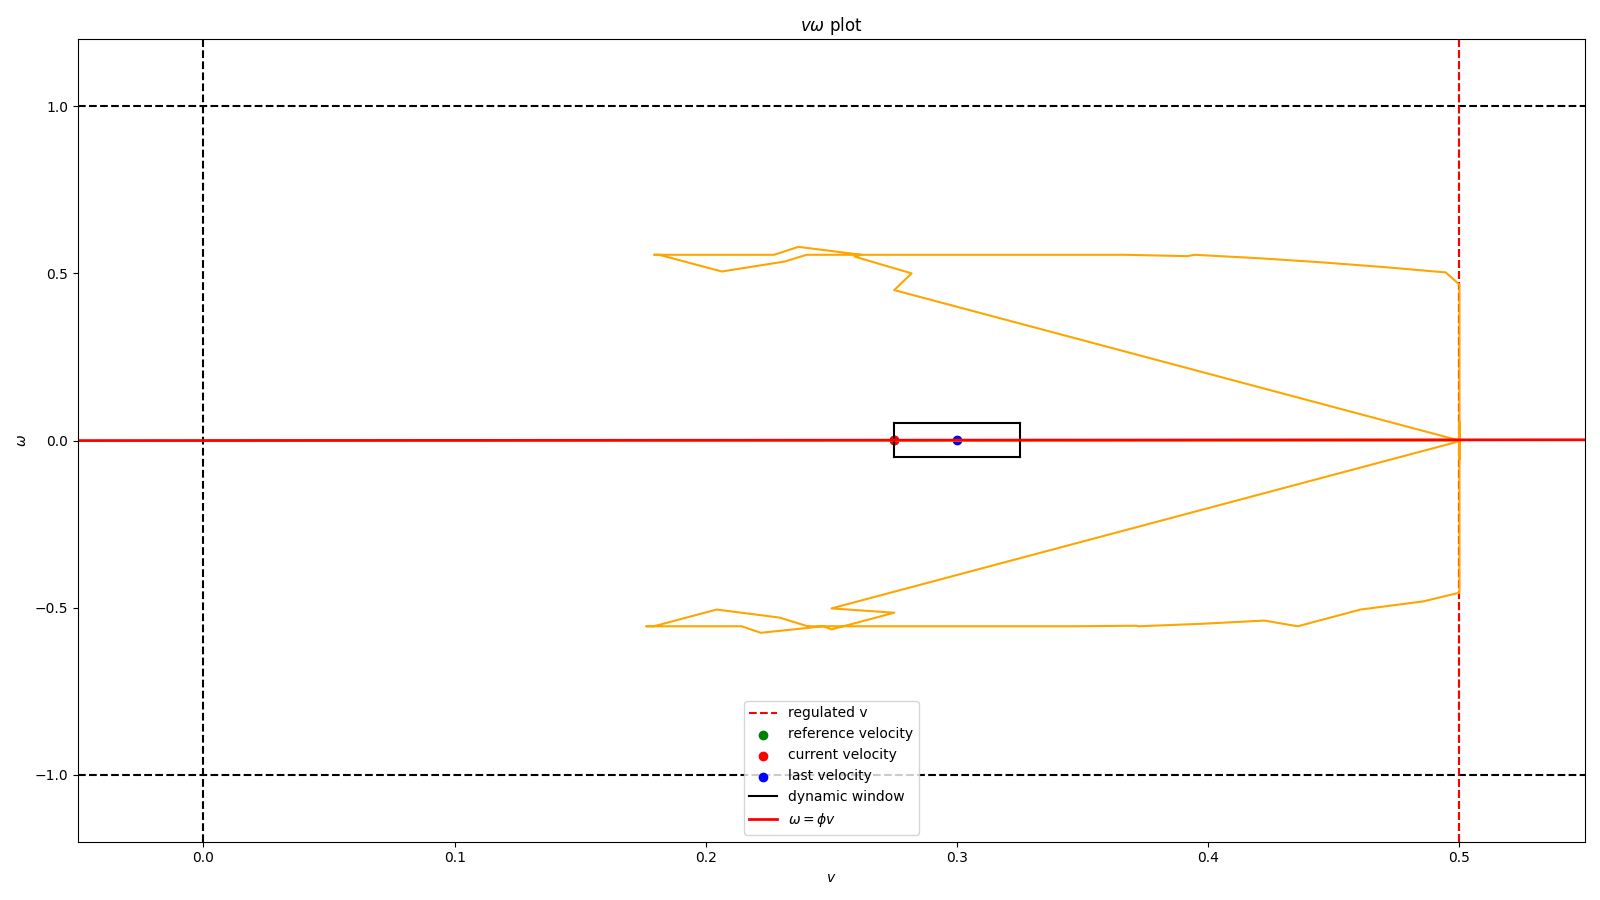 vω plot
1.0
0.5
0.0
−0.5
−1.0
ω
0.0
0.1
0.2
0.3
0.4
0.5
v
regulated v
reference velocity
current velocity
last velocity
dynamic window
ω = ϕv